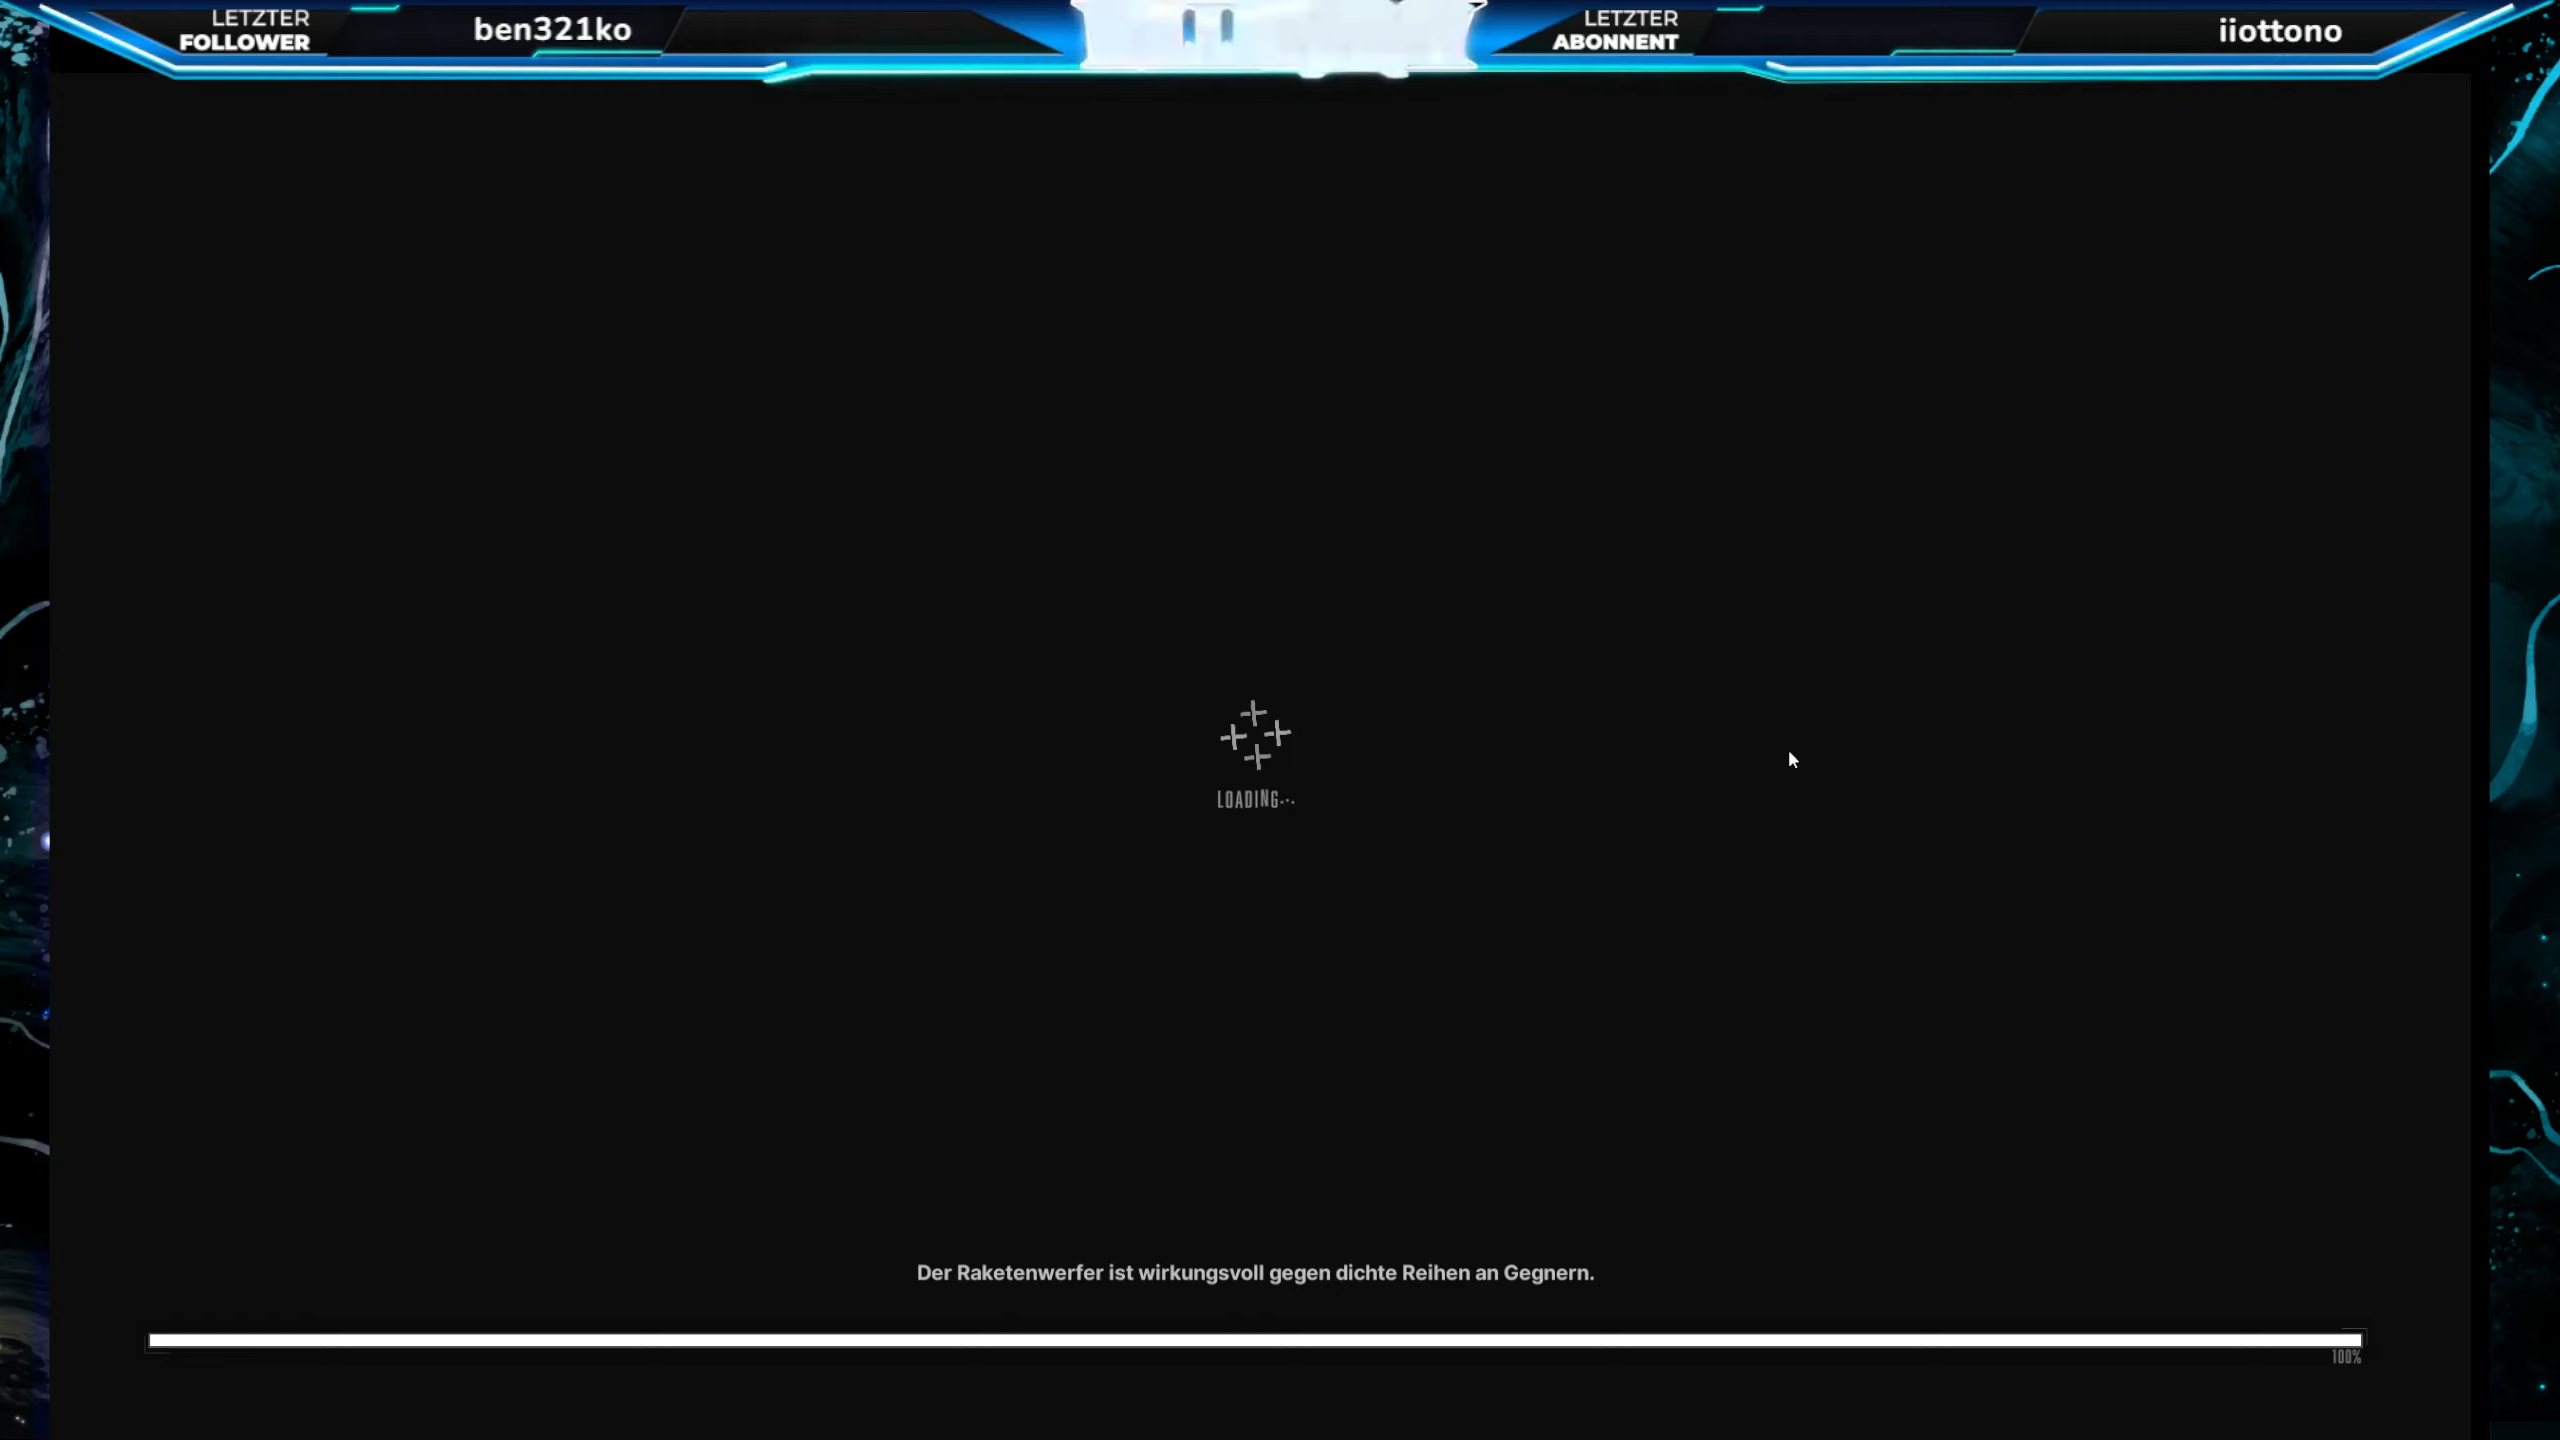 LETZTER
FOLLOWER
ben321ko
LETZTER
ABONNENT
iiottono
LOADING...
Der Raketenwerfer ist wirkungsvoll gegen dichte Reihen an Gegnern.
100%